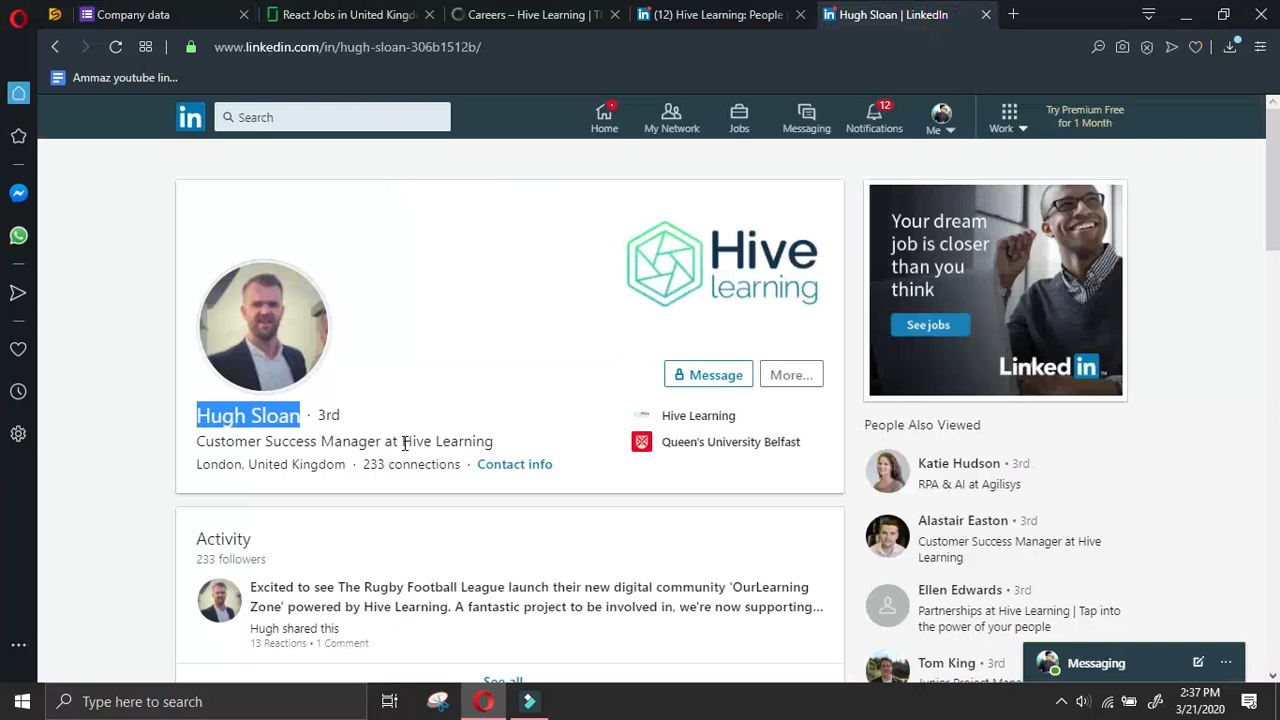 Company data
React Jobs in United Kingd
Careers – Hive Learning | Th
(12) Hive Learning: People
Hugh Sloan | LinkedIn
www.linkedin.com/in/hugh-sloan-306b1512b/
Ammaz youtube lin...
in
Search
Home
My Network
Jobs
Messaging
12
Notifications
Me
Work
Try Premium Free
for 1 Month
Hive
learning
Your dream
job is closer
than you
think
See jobs
Linked in
Message
More...
Hugh Sloan · 3rd
Customer Success Manager at Hive Learning
London, United Kingdom · 233 connections · Contact info
Hive Learning
Queen's University Belfast
People Also Viewed
Katie Hudson • 3rd
RPA & AI at Agilisys
Alastair Easton • 3rd
Customer Success Manager at Hive
Learning
Ellen Edwards • 3rd
Partnerships at Hive Learning | Tap into
the power of your people
Tom King • 3rd
Junior Project Mana
Activity
233 followers
Excited to see The Rugby Football League launch their new digital community 'OurLearning
Zone' powered by Hive Learning. A fantastic project to be involved in, we're now supporting...
Hugh shared this
13 Reactions • 1 Comment
See all
Messaging
Type here to search
2:37 PM
3/21/2020